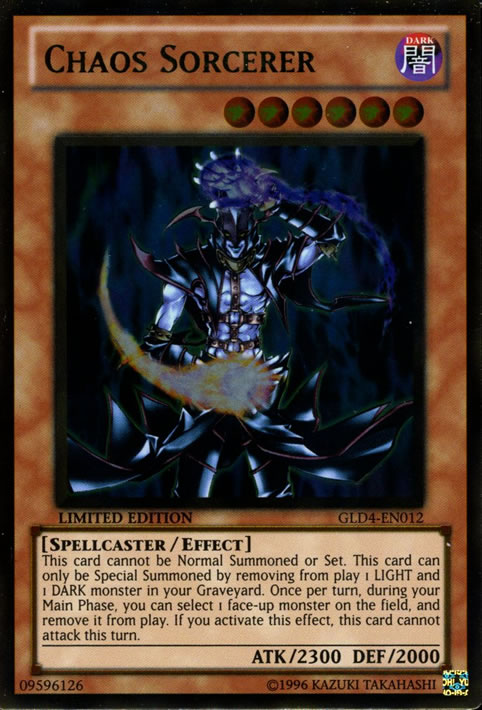 CHAOS SORCERER
DARK
闇
LIMITED EDITION
GLD4-EN012
[SPELLCASTER / EFFECT]
This card cannot be Normal Summoned or Set. This card can
only be Special Summoned by removing from play 1 LIGHT and
1 DARK monster in your Graveyard. Once per turn, during your
Main Phase, you can select 1 face-up monster on the field, and
remove it from play. If you activate this effect, this card cannot
attack this turn.
ATK/2300 DEF/2000
09596126
©1996 KAZUKI TAKAHASHI